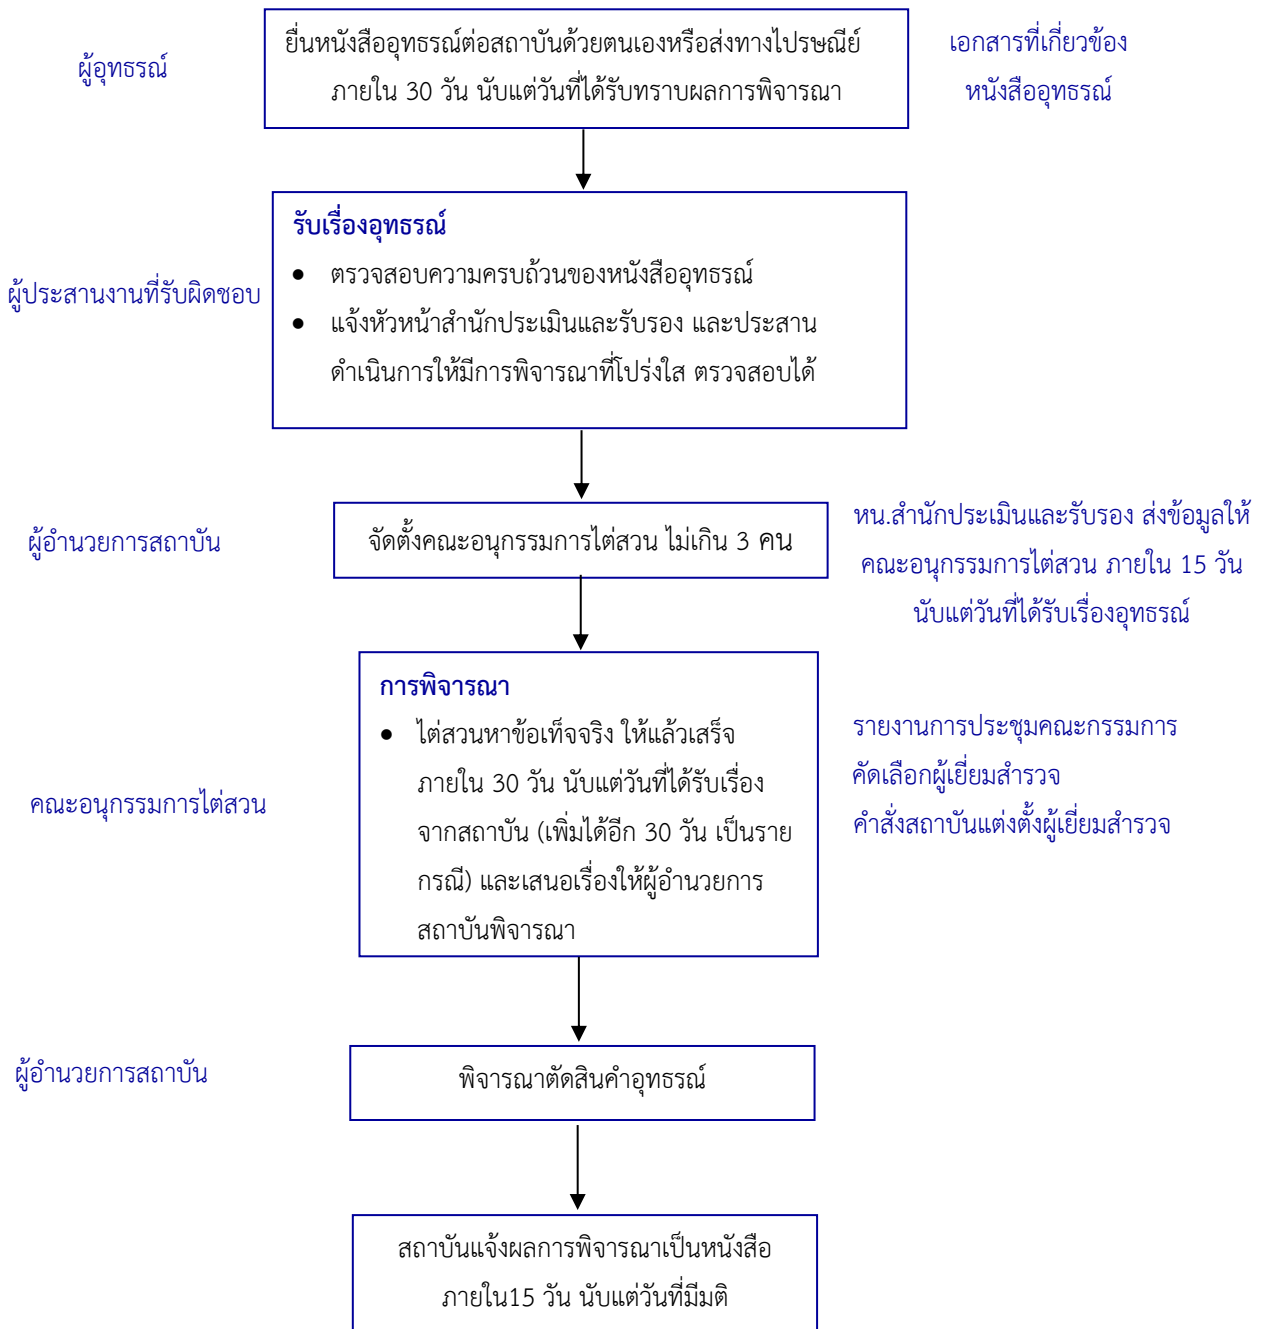 ผู้อุทธรณ์
ยื่นหนังสืออุทธรณ์ต่อสถาบันด้วยตนเองหรือส่งทางไปรษณีย์
ภายใน 30 วัน นับแต่วันที่ได้รับทราบผลการพิจารณา
เอกสารที่เกี่ยวข้อง
หนังสืออุทธรณ์
ผู้ประสานงานที่รับผิดชอบ
รับเรื่องอุทธรณ์
● ตรวจสอบความครบถ้วนของหนังสืออุทธรณ์
● แจ้งหัวหน้าสำนักประเมินและรับรอง และประสาน
ดำเนินการให้มีการพิจารณาที่โปร่งใส ตรวจสอบได้
ผู้อำนวยการสถาบัน
จัดตั้งคณะอนุกรรมการไต่สวน ไม่เกิน 3 คน
หน.สำนักประเมินและรับรอง ส่งข้อมูลให้
คณะอนุกรรมการไต่สวน ภายใน 15 วัน
นับแต่วันที่ได้รับเรื่องอุทธรณ์
คณะอนุกรรมการไต่สวน
การพิจารณา
● ไต่สวนหาข้อเท็จจริง ให้แล้วเสร็จ
ภายใน 30 วัน นับแต่วันที่ได้รับเรื่อง
จากสถาบัน (เพิ่มได้อีก 30 วัน เป็นราย
กรณี) และเสนอเรื่องให้ผู้อำนวยการ
สถาบันพิจารณา
รายงานการประชุมคณะกรรมการ
คัดเลือกผู้เยี่ยมสำรวจ
คำสั่งสถาบันแต่งตั้งผู้เยี่ยมสำรวจ
ผู้อำนวยการสถาบัน
พิจารณาตัดสินคำอุทธรณ์
สถาบันแจ้งผลการพิจารณาเป็นหนังสือ
ภายใน15 วัน นับแต่วันที่มีมติ